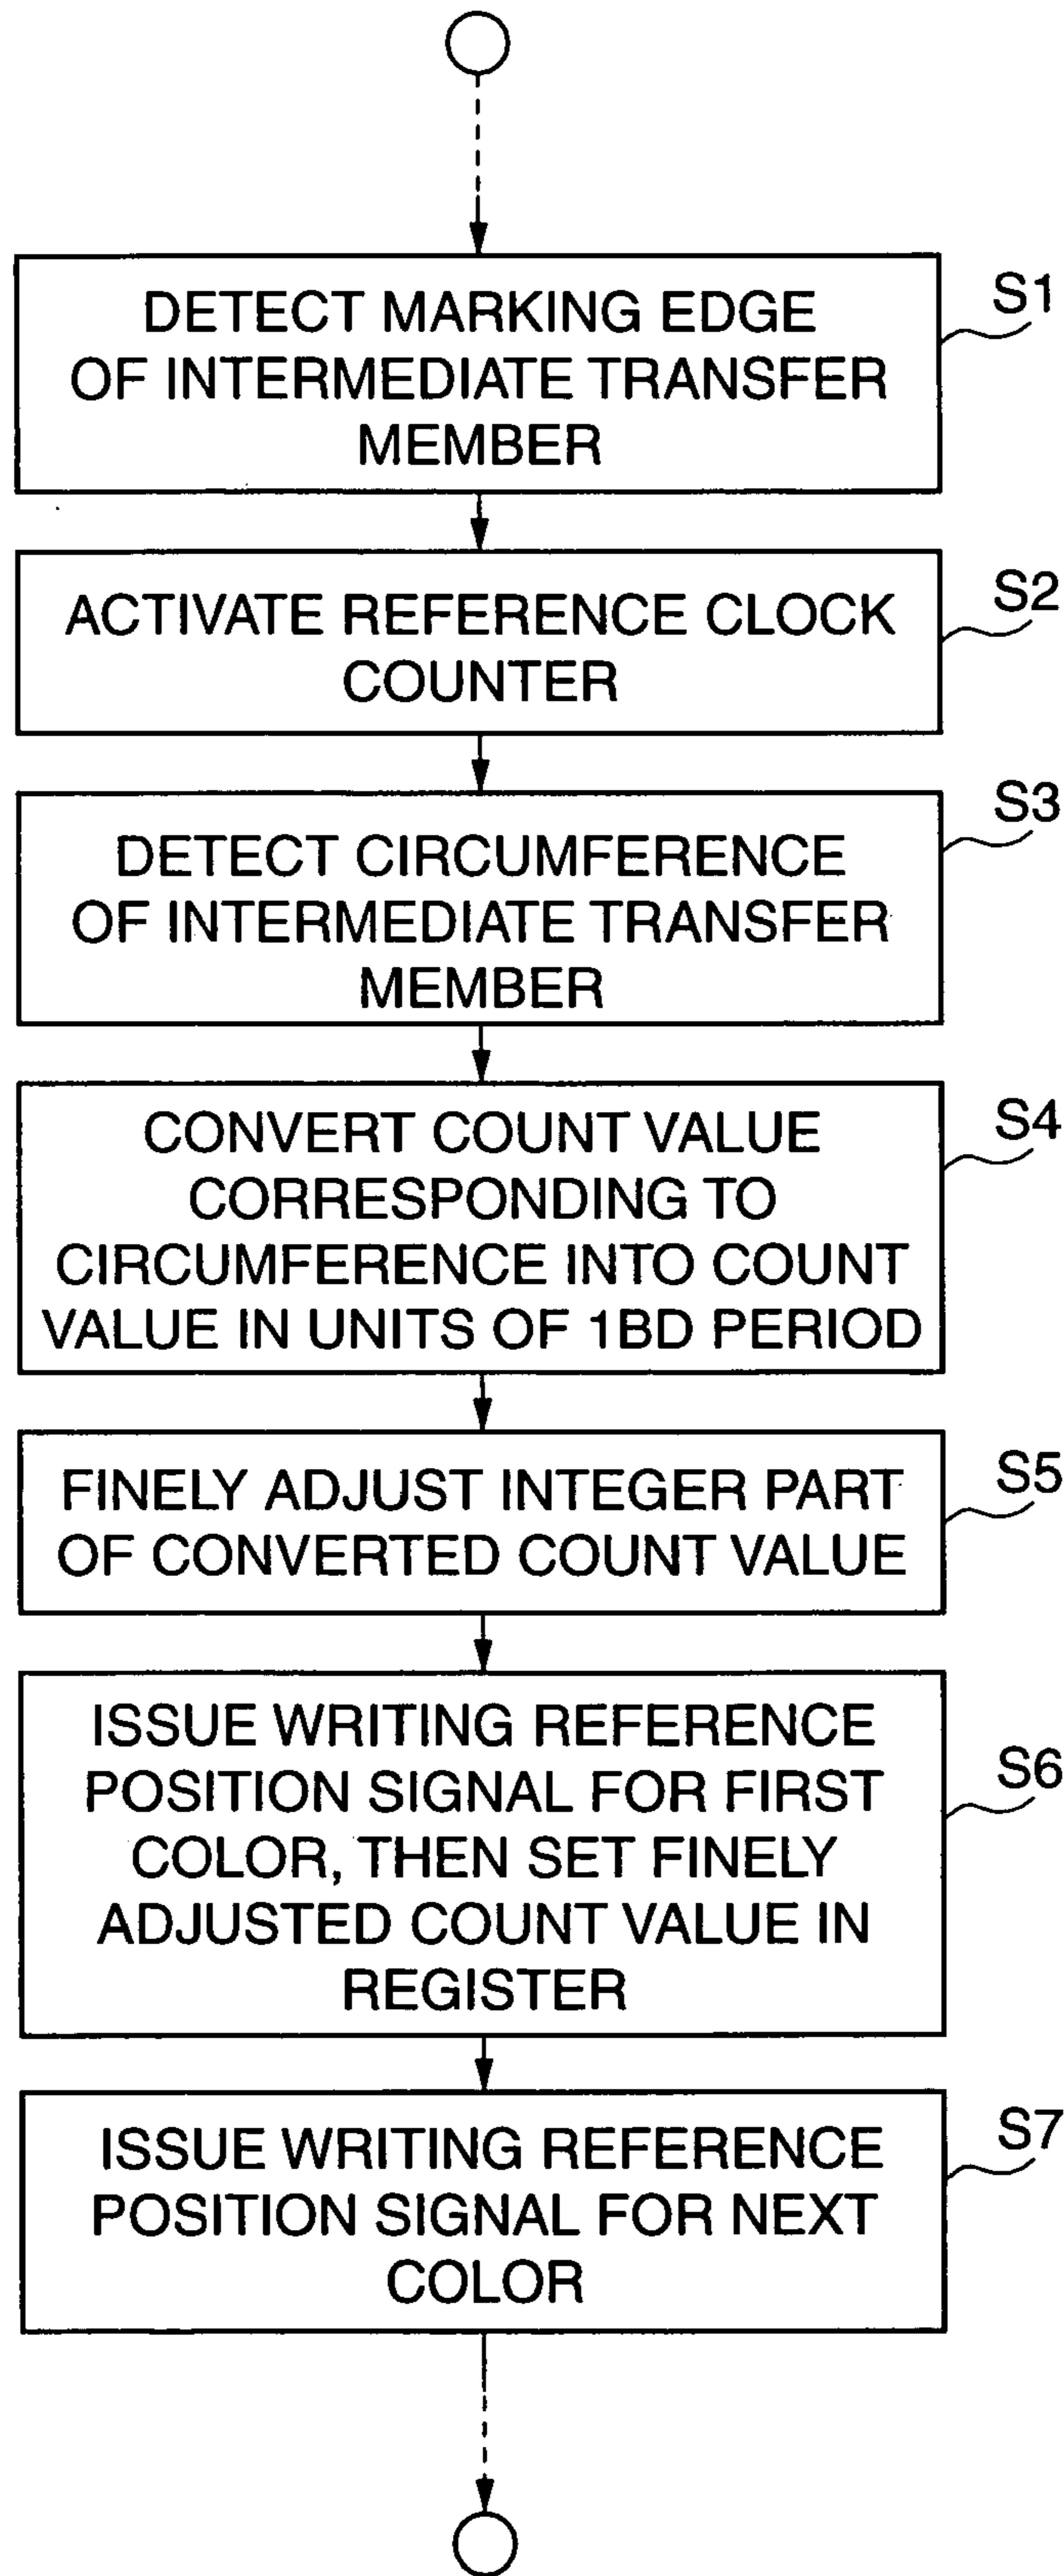 DETECT MARKING EDGE
OF INTERMEDIATE TRANSFER
MEMBER
S1
ACTIVATE REFERENCE CLOCK
COUNTER
S2
DETECT CIRCUMFERENCE
OF INTERMEDIATE TRANSFER
MEMBER
S3
CONVERT COUNT VALUE
CORRESPONDING TO
CIRCUMFERENCE INTO COUNT
VALUE IN UNITS OF 1BD PERIOD
S4
FINELY ADJUST INTEGER PART
OF CONVERTED COUNT VALUE
S5
ISSUE WRITING REFERENCE
POSITION SIGNAL FOR FIRST
COLOR, THEN SET FINELY
ADJUSTED COUNT VALUE IN
REGISTER
S6
ISSUE WRITING REFERENCE
POSITION SIGNAL FOR NEXT
COLOR
S7